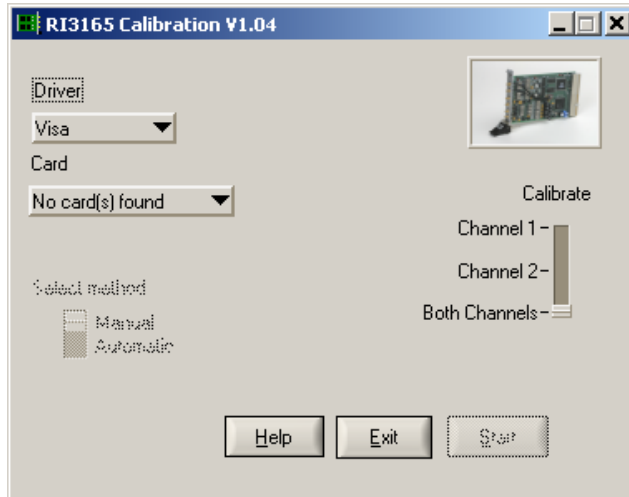 RI3165 Calibration V1.04
Driver
Visa
Card
No card(s) found
Calibrate
Channel 1
Channel 2
Both Channels
Select method
Manual
Automatic
Help
Exit
Start